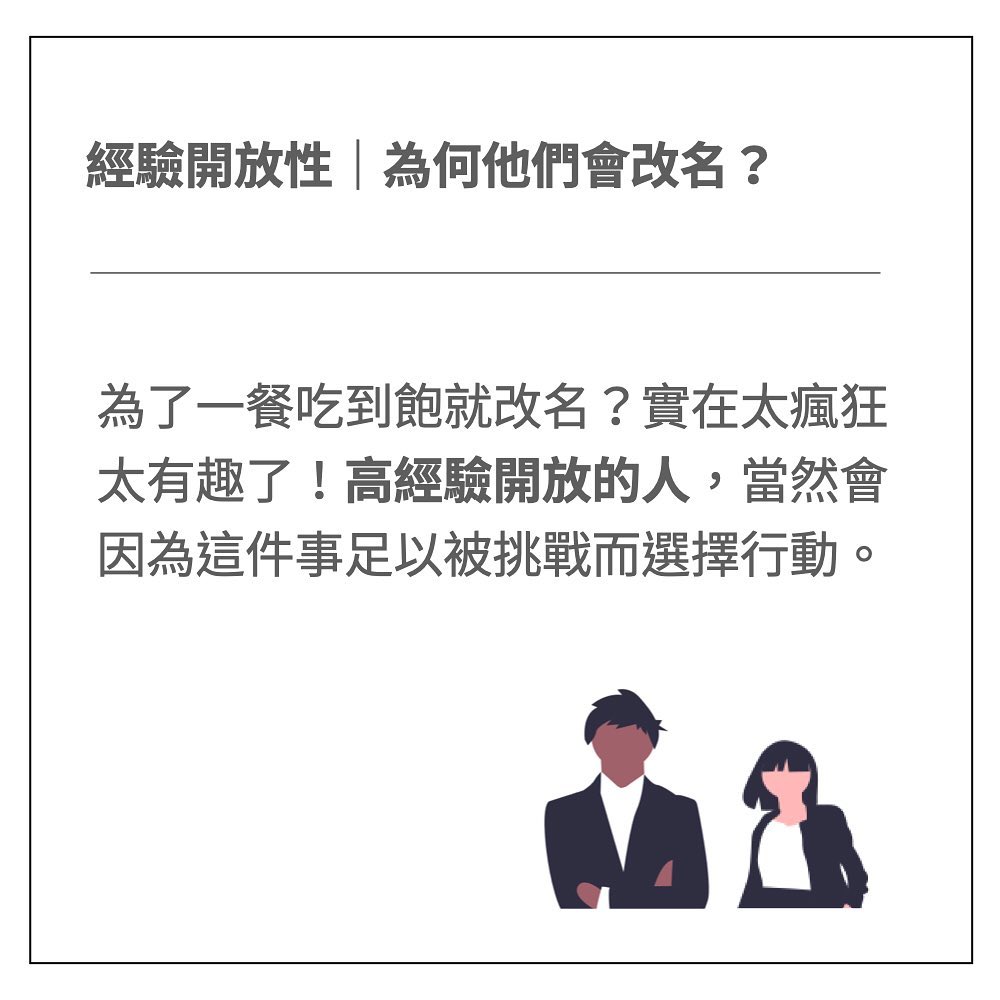 經驗開放性｜為何他們會改名？
為了一餐吃到飽就改名？實在太瘋狂
太有趣了！高經驗開放的人，當然會
因為這件事足以被挑戰而選擇行動。